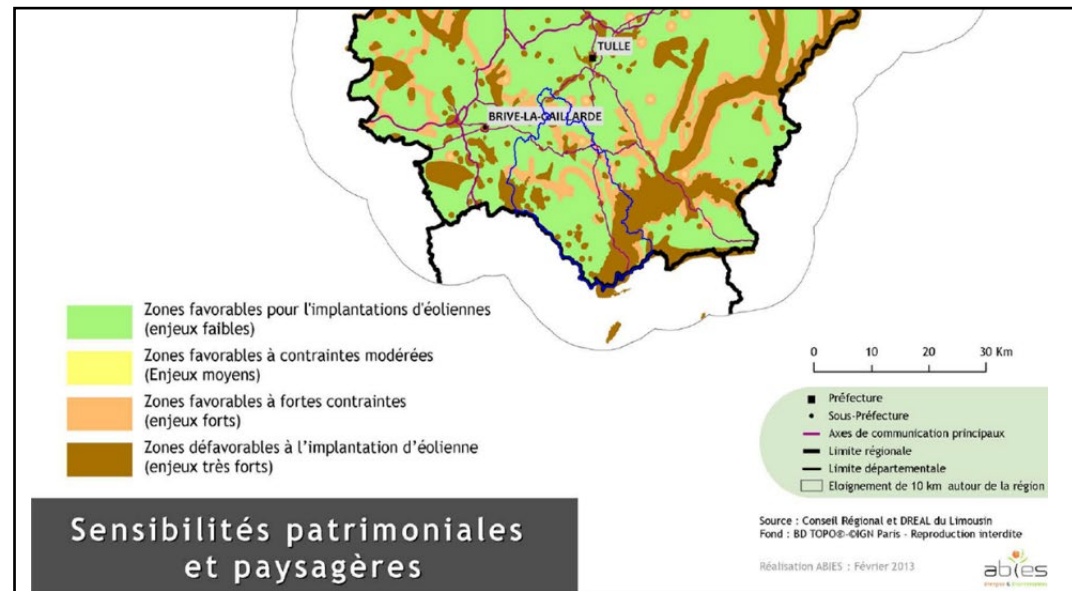 TULLE
BRIVE-LA-GAILLARDE
Zones favorables pour l'implantations d'éoliennes
(enjeux faibles)
Zones favorables à contraintes modérées
(Enjeux moyens)
Zones favorables à fortes contraintes
(enjeux forts)
Zones défavorables à l'implantation d'éolienne
(enjeux très forts)
0 10 20 30 Km
Préfecture
Sous-Préfecture
Axes de communication principaux
Limite régionale
Limite départementale
Eloignement de 10 km autour de la région
Sensibilités patrimoniales
et paysagères
Source : Conseil Régional et DREAL du Limousin
Fond : BD TOPO®-©IGN Paris - Reproduction interdite
Réalisation ABIES : Février 2013
abies